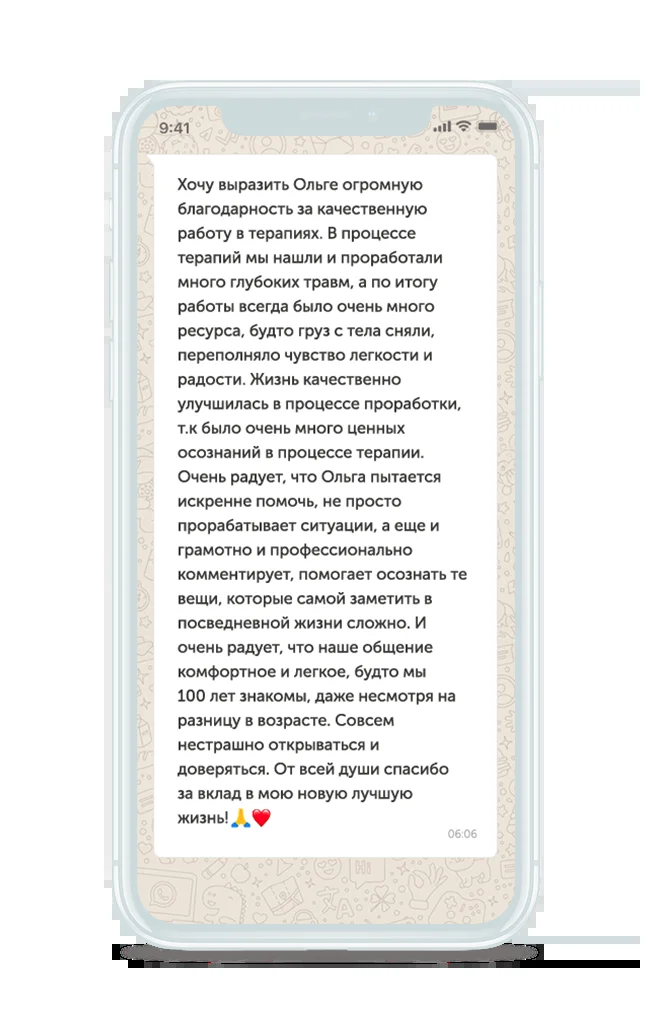 9:41
Хочу выразить Ольге огромную
благодарность за качественную
работу в терапиях. В процессе
терапий мы нашли и проработали
много глубоких травм, а по итогу
работы всегда было очень много
ресурса, будто груз с тела сняли,
переполняло чувство легкости и
радости. Жизнь качественно
улучшилась в процессе проработки,
т.к было очень много ценных
осознаний в процессе терапии.
Очень радует, что Ольга пытается
искренне помочь, не просто
прорабатывает ситуации, а еще и
грамотно и профессионально
комментирует, помогает осознать те
вещи, которые самой заметить в
посведневной жизни сложно. И
очень радует, что наше общение
комфортное и легкое, будто мы
100 лет знакомы, даже несмотря на
разницу в возрасте. Совсем
нестрашно открываться и
доверяться. От всей души спасибо
за вклад в мою новую лучшую
жизнь!🙏❤️
06:06
Hi